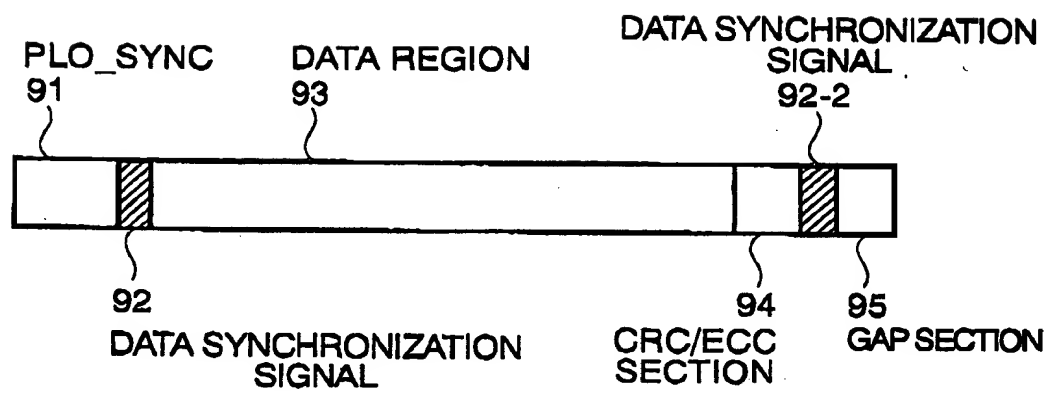 PLO_SYNC
91
DATA REGION
93
DATA SYNCHRONIZATION
SIGNAL
92-2
92
DATA SYNCHRONIZATION
SIGNAL
94
CRC/ECC
SECTION
95
GAP SECTION